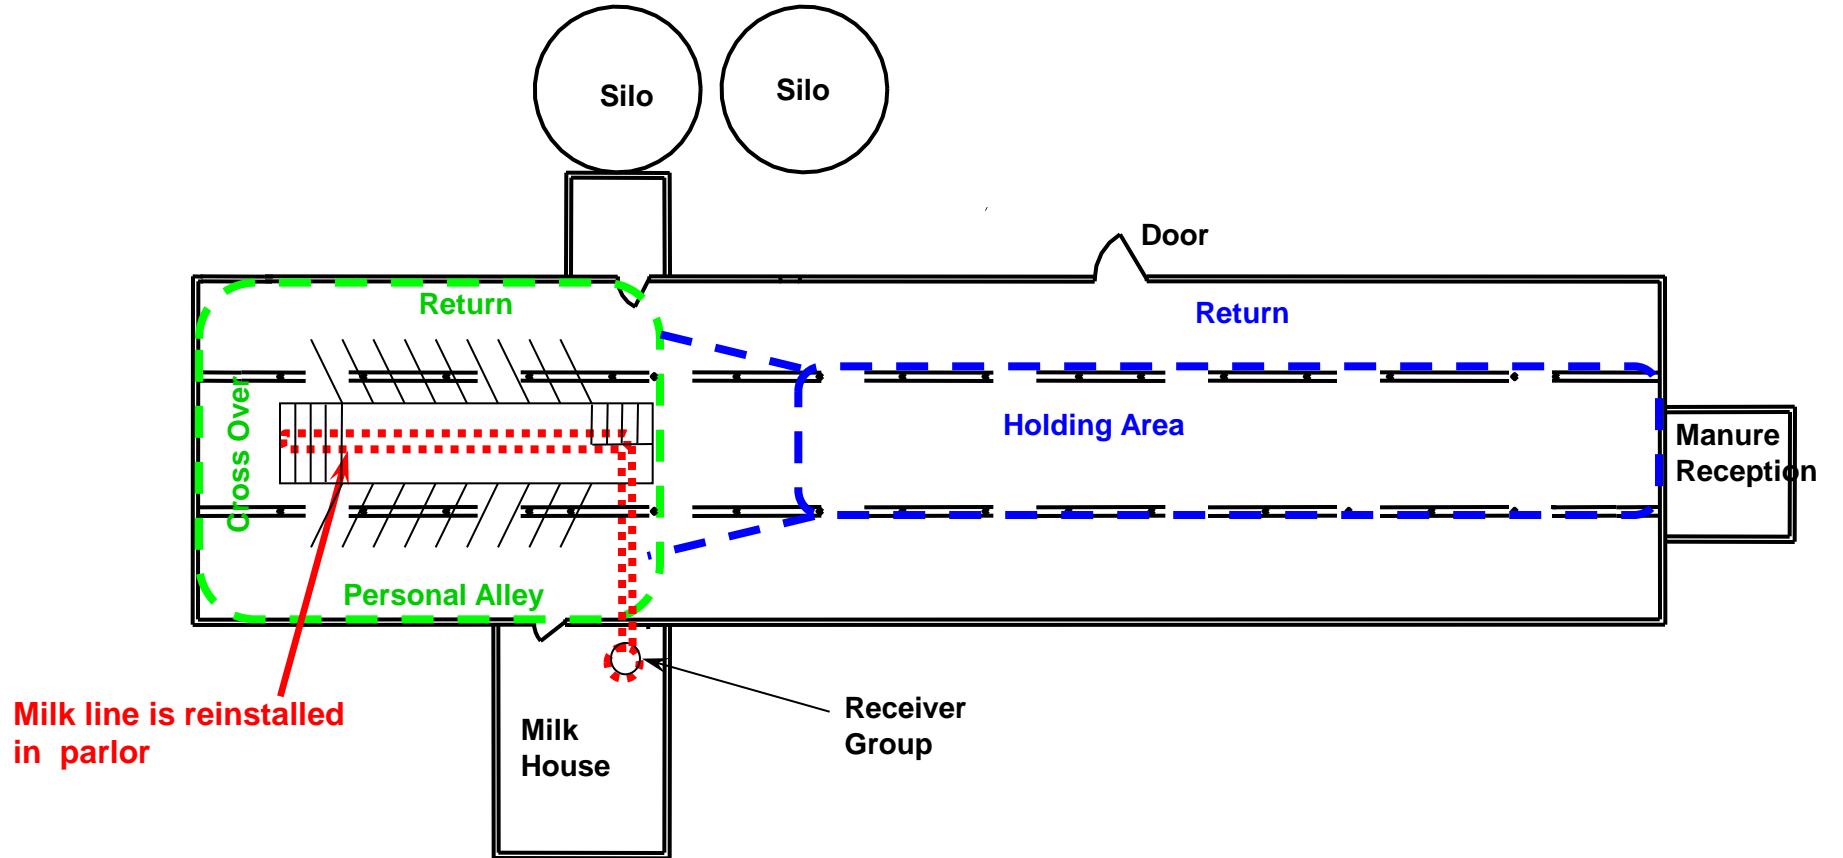 Silo
Silo
Door
Return
Return
Cross Over
Holding Area
Manure
Reception
Personal Alley
Milk line is reinstalled
in parlor
Milk
House
Receiver
Group